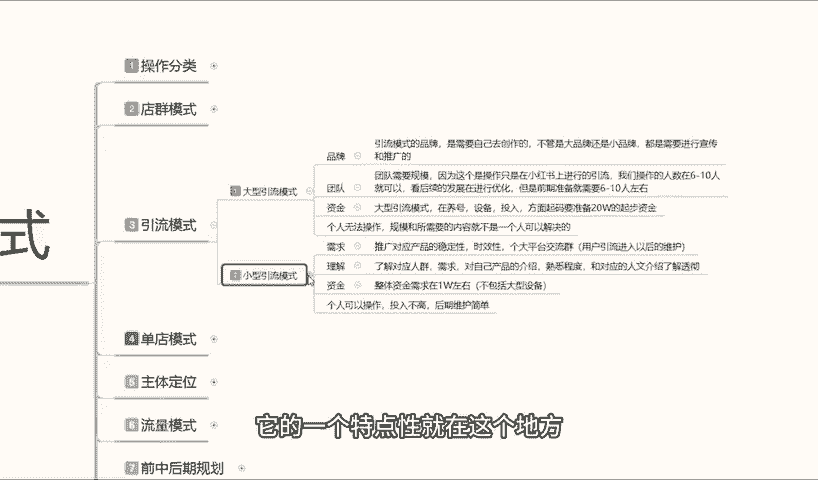 式
1 操作分类
2 店群模式
3 引流模式
1 大型引流模式
品牌
引流模式的品牌，是需要自己去创作的，不管是大品牌还是小品牌，都是需要进行宣传
和推广的
团队
团队需要规模，因为这个是操作只是在小红书上进行的引流，我们操作的人数在6-10人
就可以，看后续的发展在进行优化，但是前期准备就需要6-10人左右
资金
大型引流模式，在养号，设备，投入，方面起码要准备20W的起步资金
个人无法操作，规模和所需要的内容就不是一个人可以解决的
2 小型引流模式
需求
推广对应产品的稳定性，时效性，个大平台交流群（用户引流进入以后的维护）
理解
了解对应人群，需求，对自己产品的介绍，熟悉程度，和对应的人文介绍了解透彻
资金
整体资金需求在1W左右（不包括大型设备）
个人可以操作，投入不高，后期维护简单
4 单店模式
5 主体定位
6 流量模式
7 前中后期规划
它的一个特点性就在这个地方